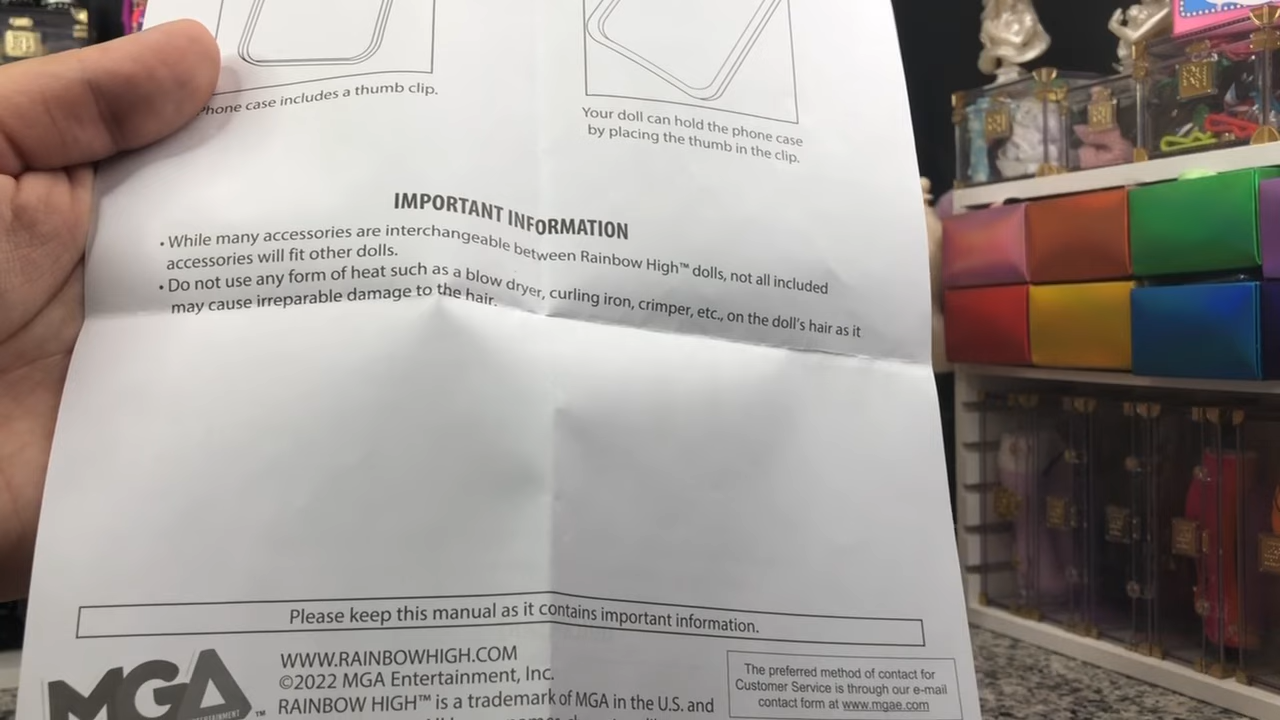 Phone case includes a thumb clip.
Your doll can hold the phone case
by placing the thumb in the clip.
IMPORTANT INFORMATION
• While many accessories are interchangeable between Rainbow High™ dolls, not all included
accessories will fit other dolls.
• Do not use any form of heat such as a blow dryer, curling iron, crimper, etc., on the doll's hair as it
may cause irreparable damage to the hair.
Please keep this manual as it contains important information.
MGA
ENTERTAINMENT
™
WWW.RAINBOWHIGH.COM
©2022 MGA Entertainment, Inc.
RAINBOW HIGH™ is a trademark of MGA in the U.S. and
The preferred method of contact for
Customer Service is through our e-mail
contact form at www.mgae.com